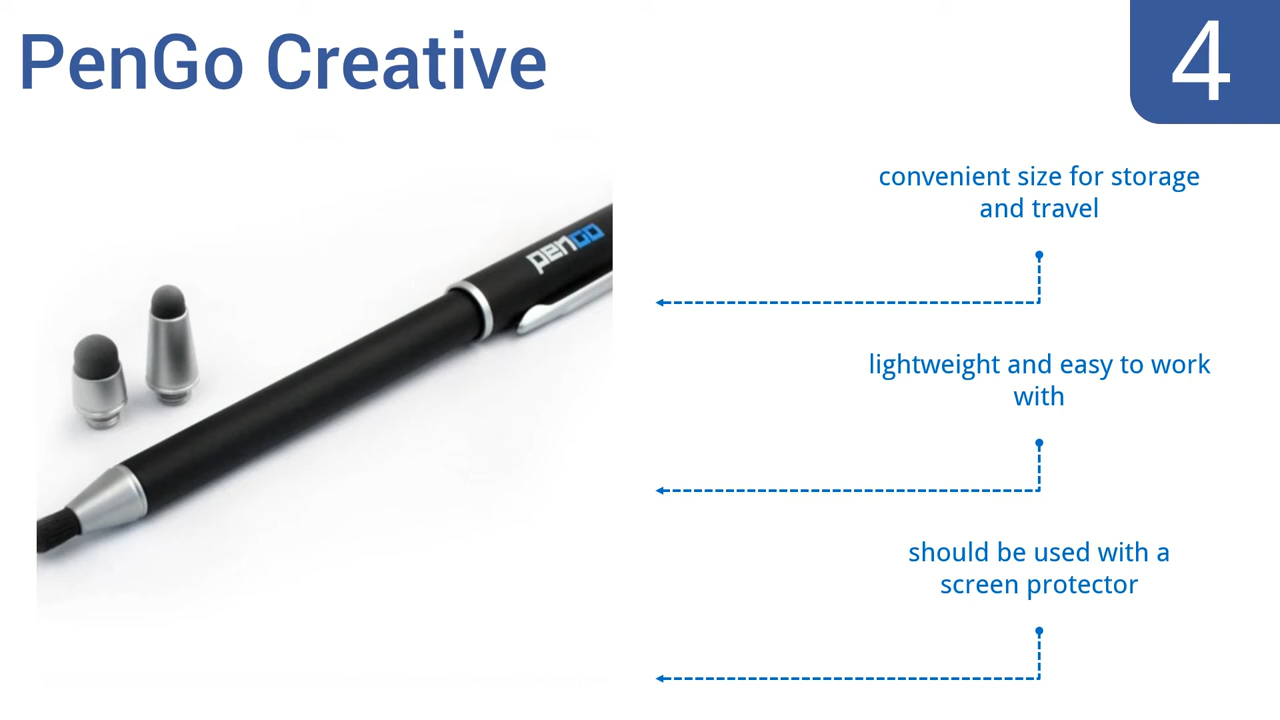 PenGo Creative
4
convenient size for storage
and travel
pengo
lightweight and easy to work
with
should be used with a
screen protector